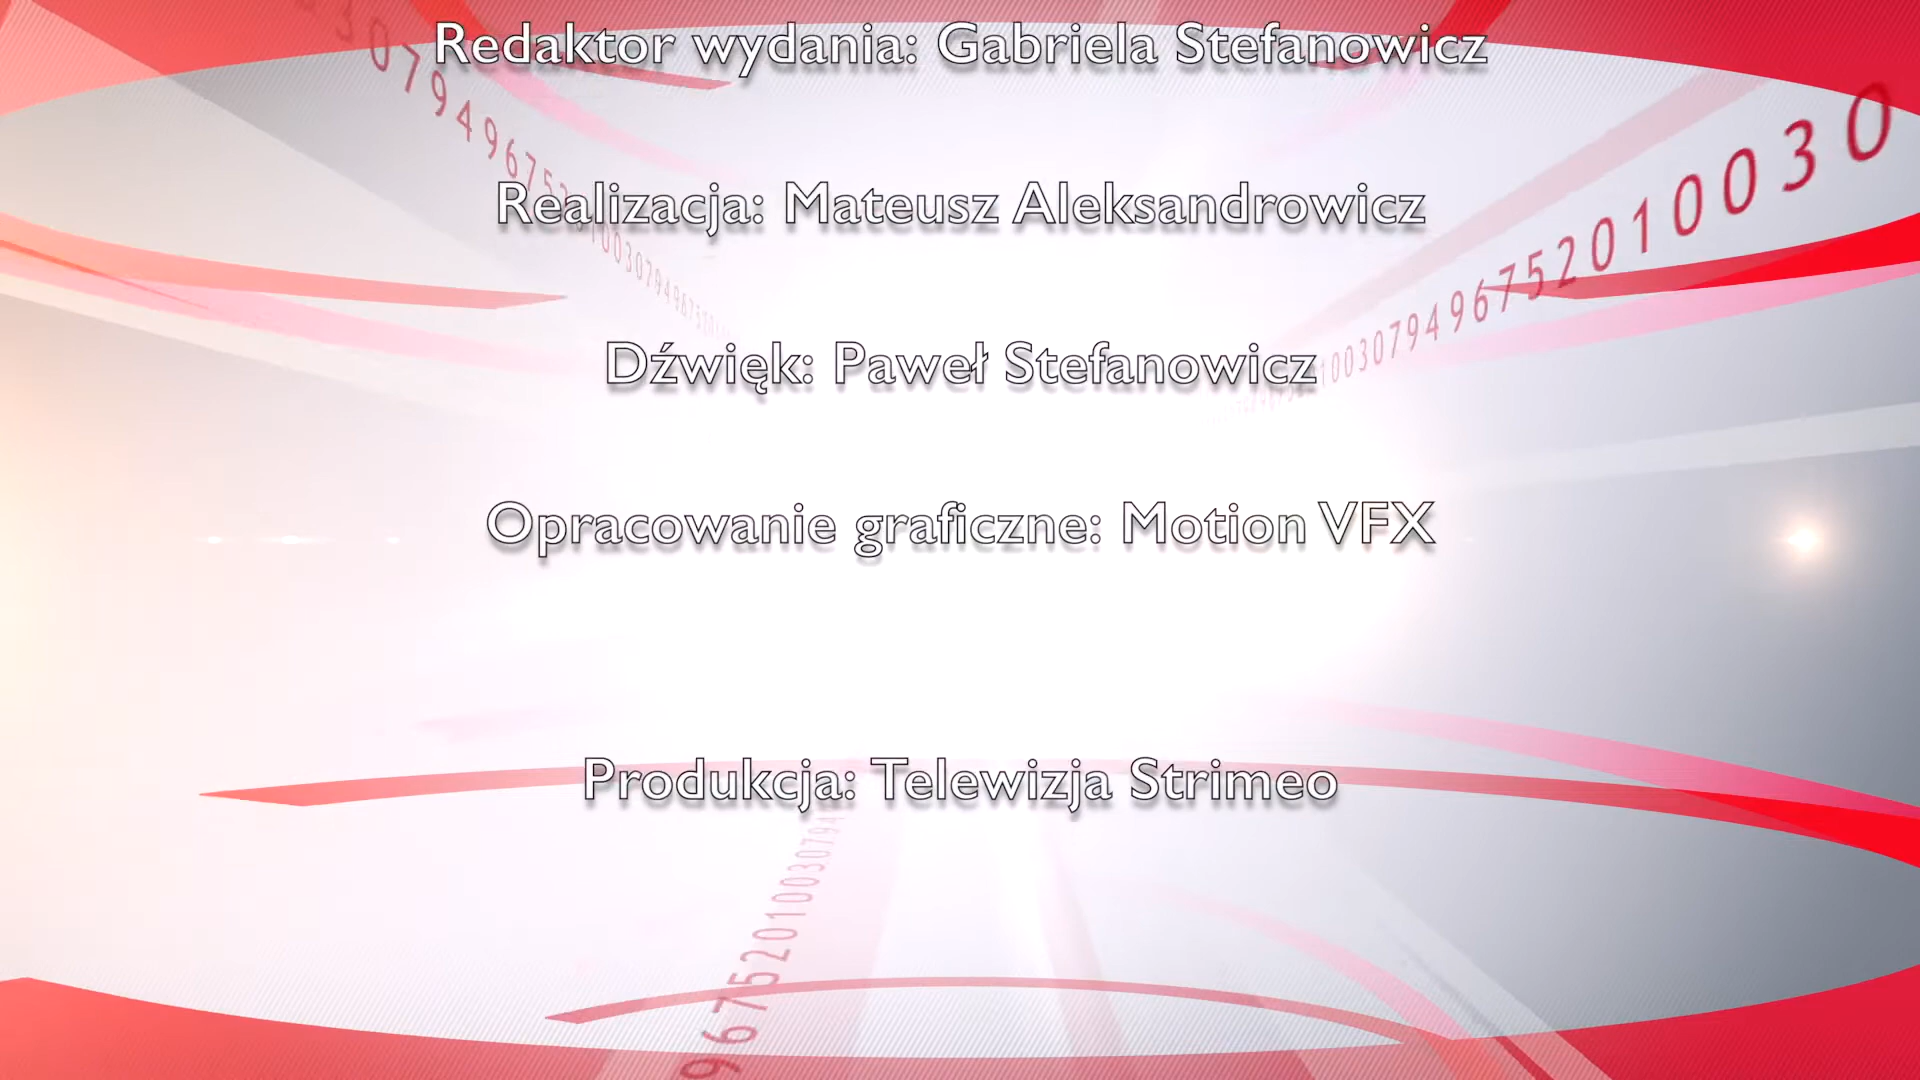 Redaktor wydania: Gabriela Stefanowicz
Realizacja: Mateusz Aleksandrowicz
Dźwięk: Paweł Stefanowicz
Opracowanie graficzne: Motion VFX
Produkcja: Telewizja Strimeo